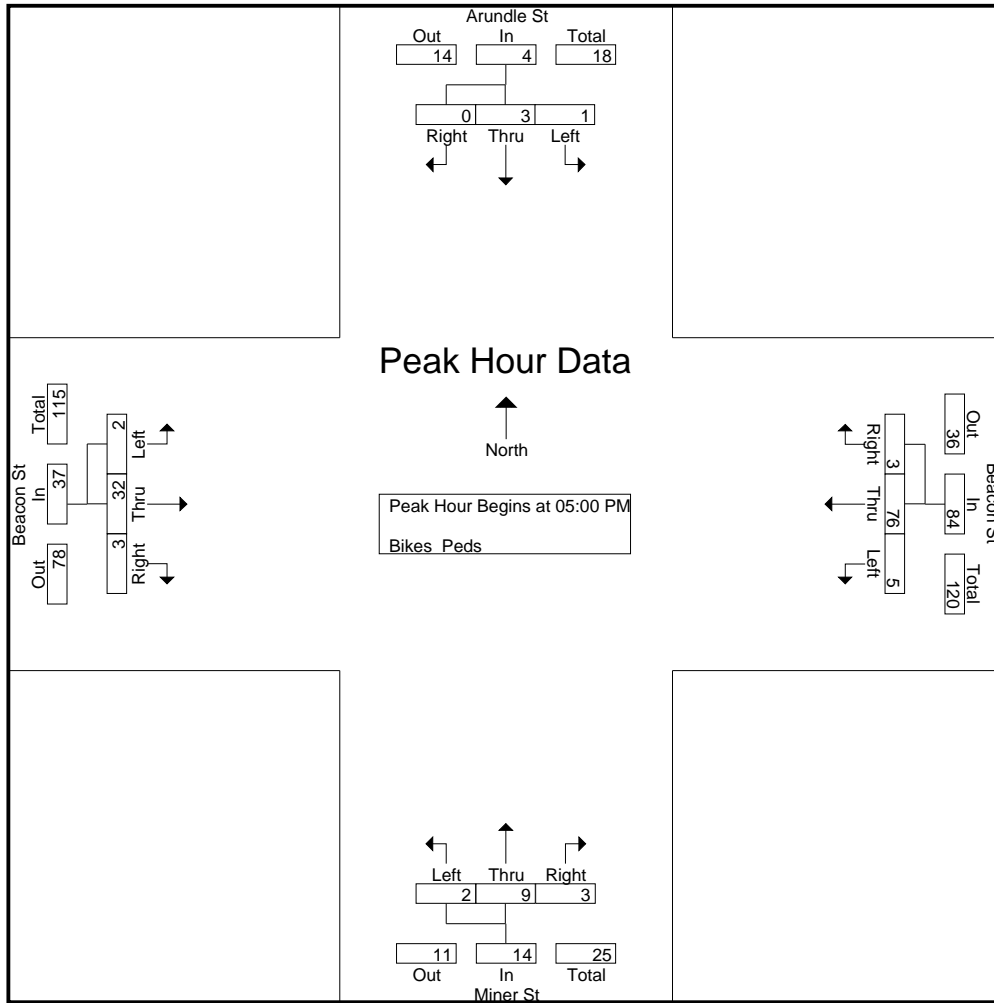 Arundle St
Out In Total
14 4 18
0 3 1
Right Thru Left
Peak Hour Data
North
Peak Hour Begins at 05:00 PM
Bikes Peds
Beacon St
Total In Out
115 37 78
2 32 3
Left Thru Right
Beacon St
Out In Total
36 84 120
3 76 5
Right Thru Left
Left Thru Right
2 9 3
11 14 25
Out In Total
Miner St